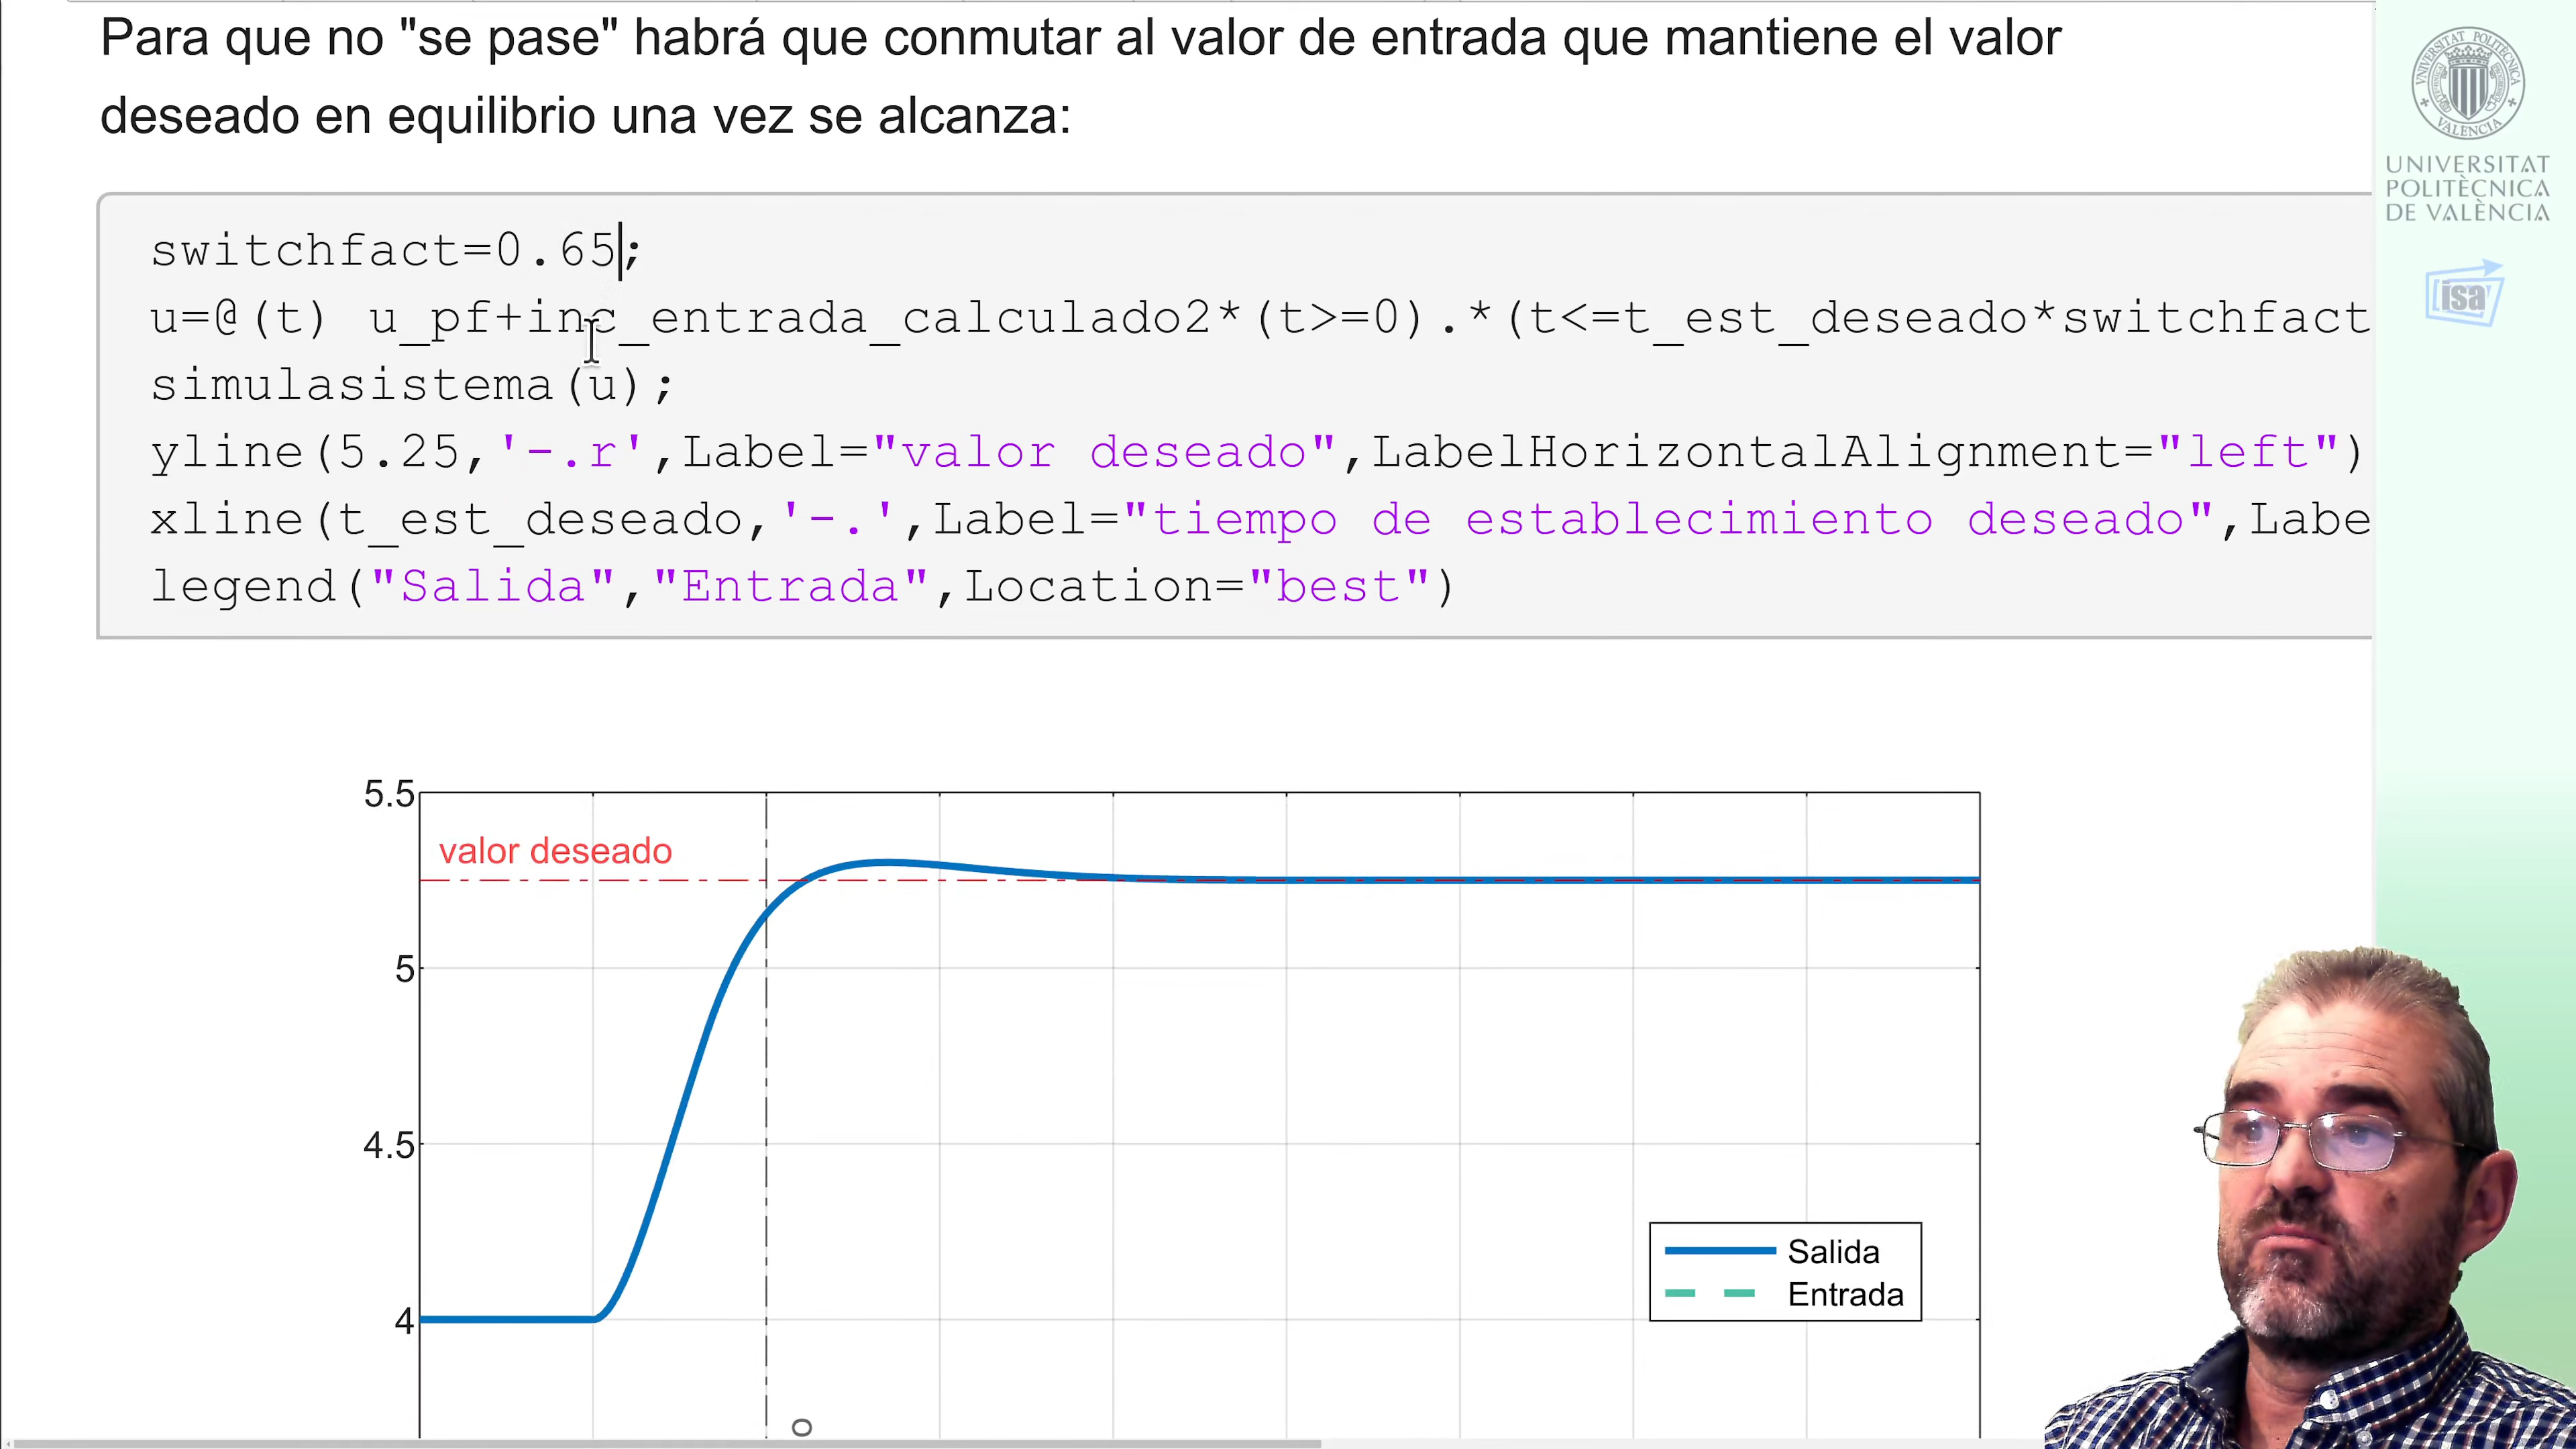 Para que no "se pase" habrá que conmutar al valor de entrada que mantiene el valor
deseado en equilibrio una vez se alcanza:
switchfact=0.65;
u=@(t) u_pf+inc_entrada_calculado2*(t>=0).*(t<=t_est_deseado*switchfact
simulasistema(u);
yline(5.25,'-.r',Label="valor deseado",LabelHorizontalAlignment="left")
xline(t_est_deseado,'-.',Label="tiempo de establecimiento deseado",Labe
legend("Salida","Entrada",Location="best")
5.5
valor deseado
5
4.5
4
Salida
Entrada
o
UNIVERSITAT POLITÈCNICA
VALÈNCIA
UNIVERSITAT
POLITÈCNICA
DE VALÈNCIA
isa